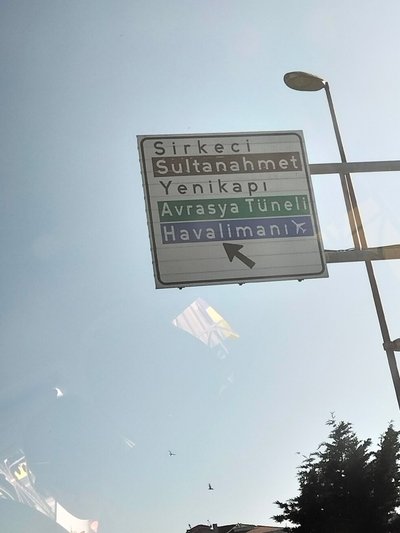 Sirkeci
Sultanahmet
Yenikapı
Avrasya Tüneli
Havalimanı